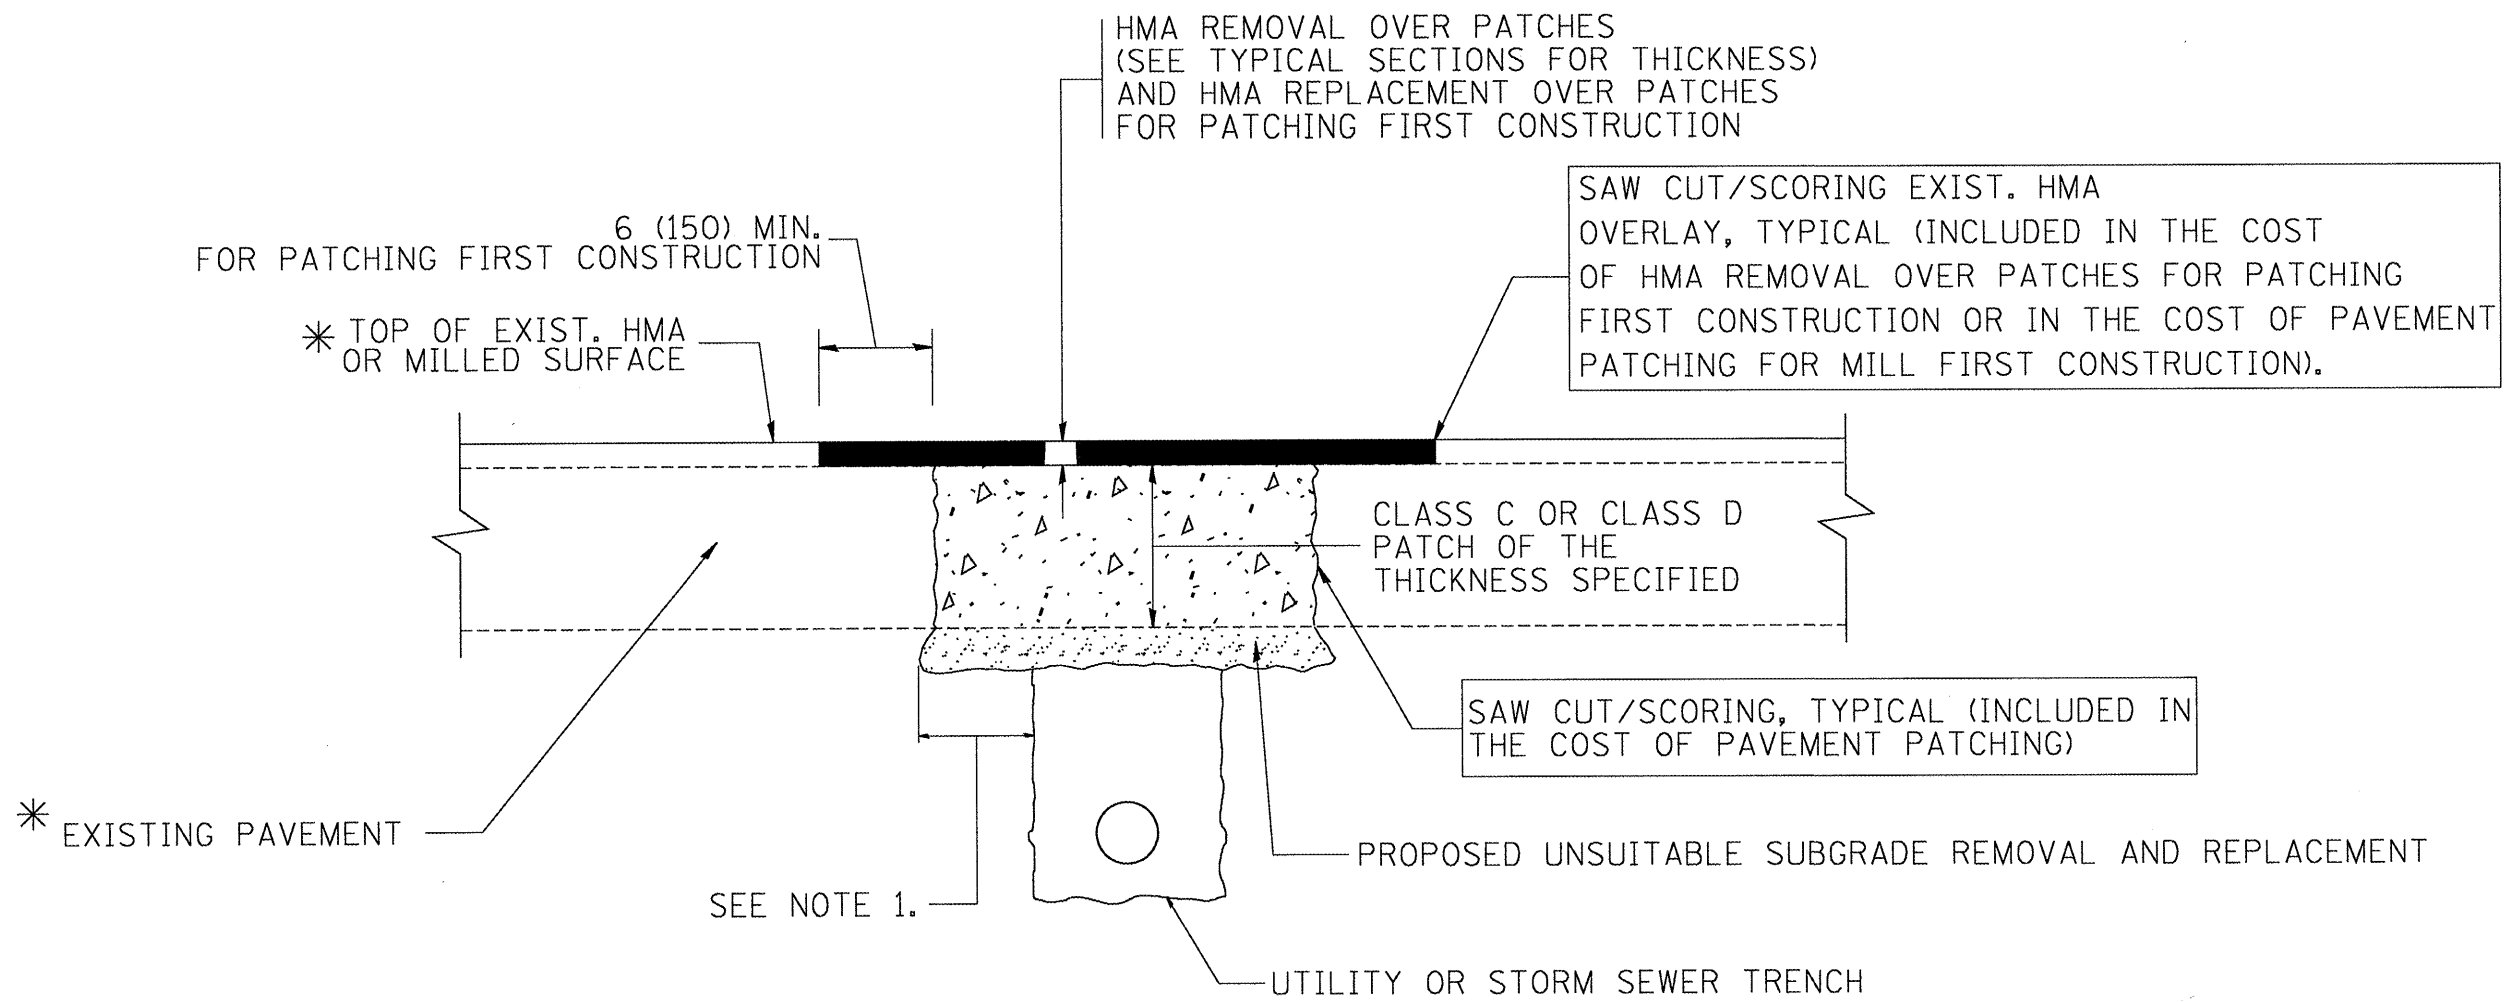 HMA REMOVAL OVER PATCHES
(SEE TYPICAL SECTIONS FOR THICKNESS)
AND HMA REPLACEMENT OVER PATCHES
FOR PATCHING FIRST CONSTRUCTION
SAW CUT/SCORING EXIST. HMA
OVERLAY, TYPICAL (INCLUDED IN THE COST
OF HMA REMOVAL OVER PATCHES FOR PATCHING
FIRST CONSTRUCTION OR IN THE COST OF PAVEMENT
PATCHING FOR MILL FIRST CONSTRUCTION).
6 (150) MIN.
FOR PATCHING FIRST CONSTRUCTION
* TOP OF EXIST. HMA
OR MILLED SURFACE
CLASS C OR CLASS D
PATCH OF THE
THICKNESS SPECIFIED
SAW CUT/SCORING, TYPICAL (INCLUDED IN
THE COST OF PAVEMENT PATCHING)
* EXISTING PAVEMENT
PROPOSED UNSUITABLE SUBGRADE REMOVAL AND REPLACEMENT
SEE NOTE 1.
UTILITY OR STORM SEWER TRENCH